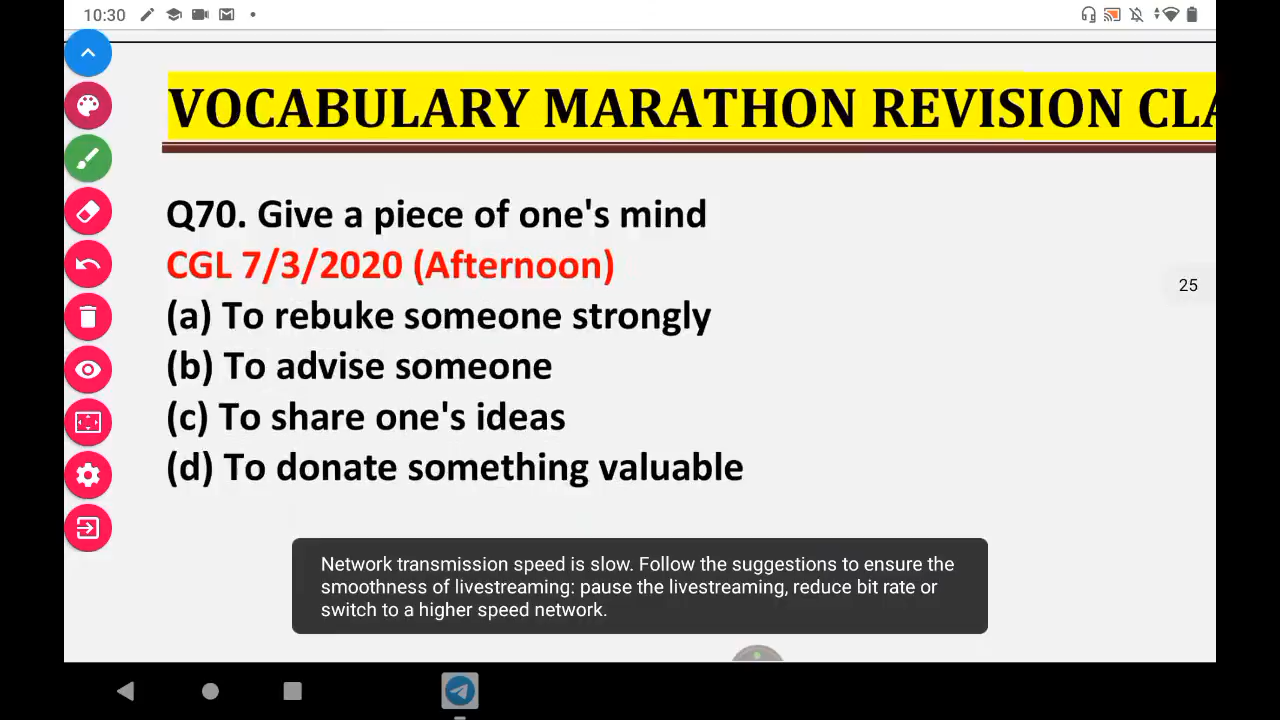 10:30
VOCABULARY MARATHON REVISION CLA
Q70. Give a piece of one's mind
CGL 7/3/2020 (Afternoon)
25
(a) To rebuke someone strongly
(b) To advise someone
(c) To share one's ideas
(d) To donate something valuable
Network transmission speed is slow. Follow the suggestions to ensure the
smoothness of livestreaming: pause the livestreaming, reduce bit rate or
switch to a higher speed network.